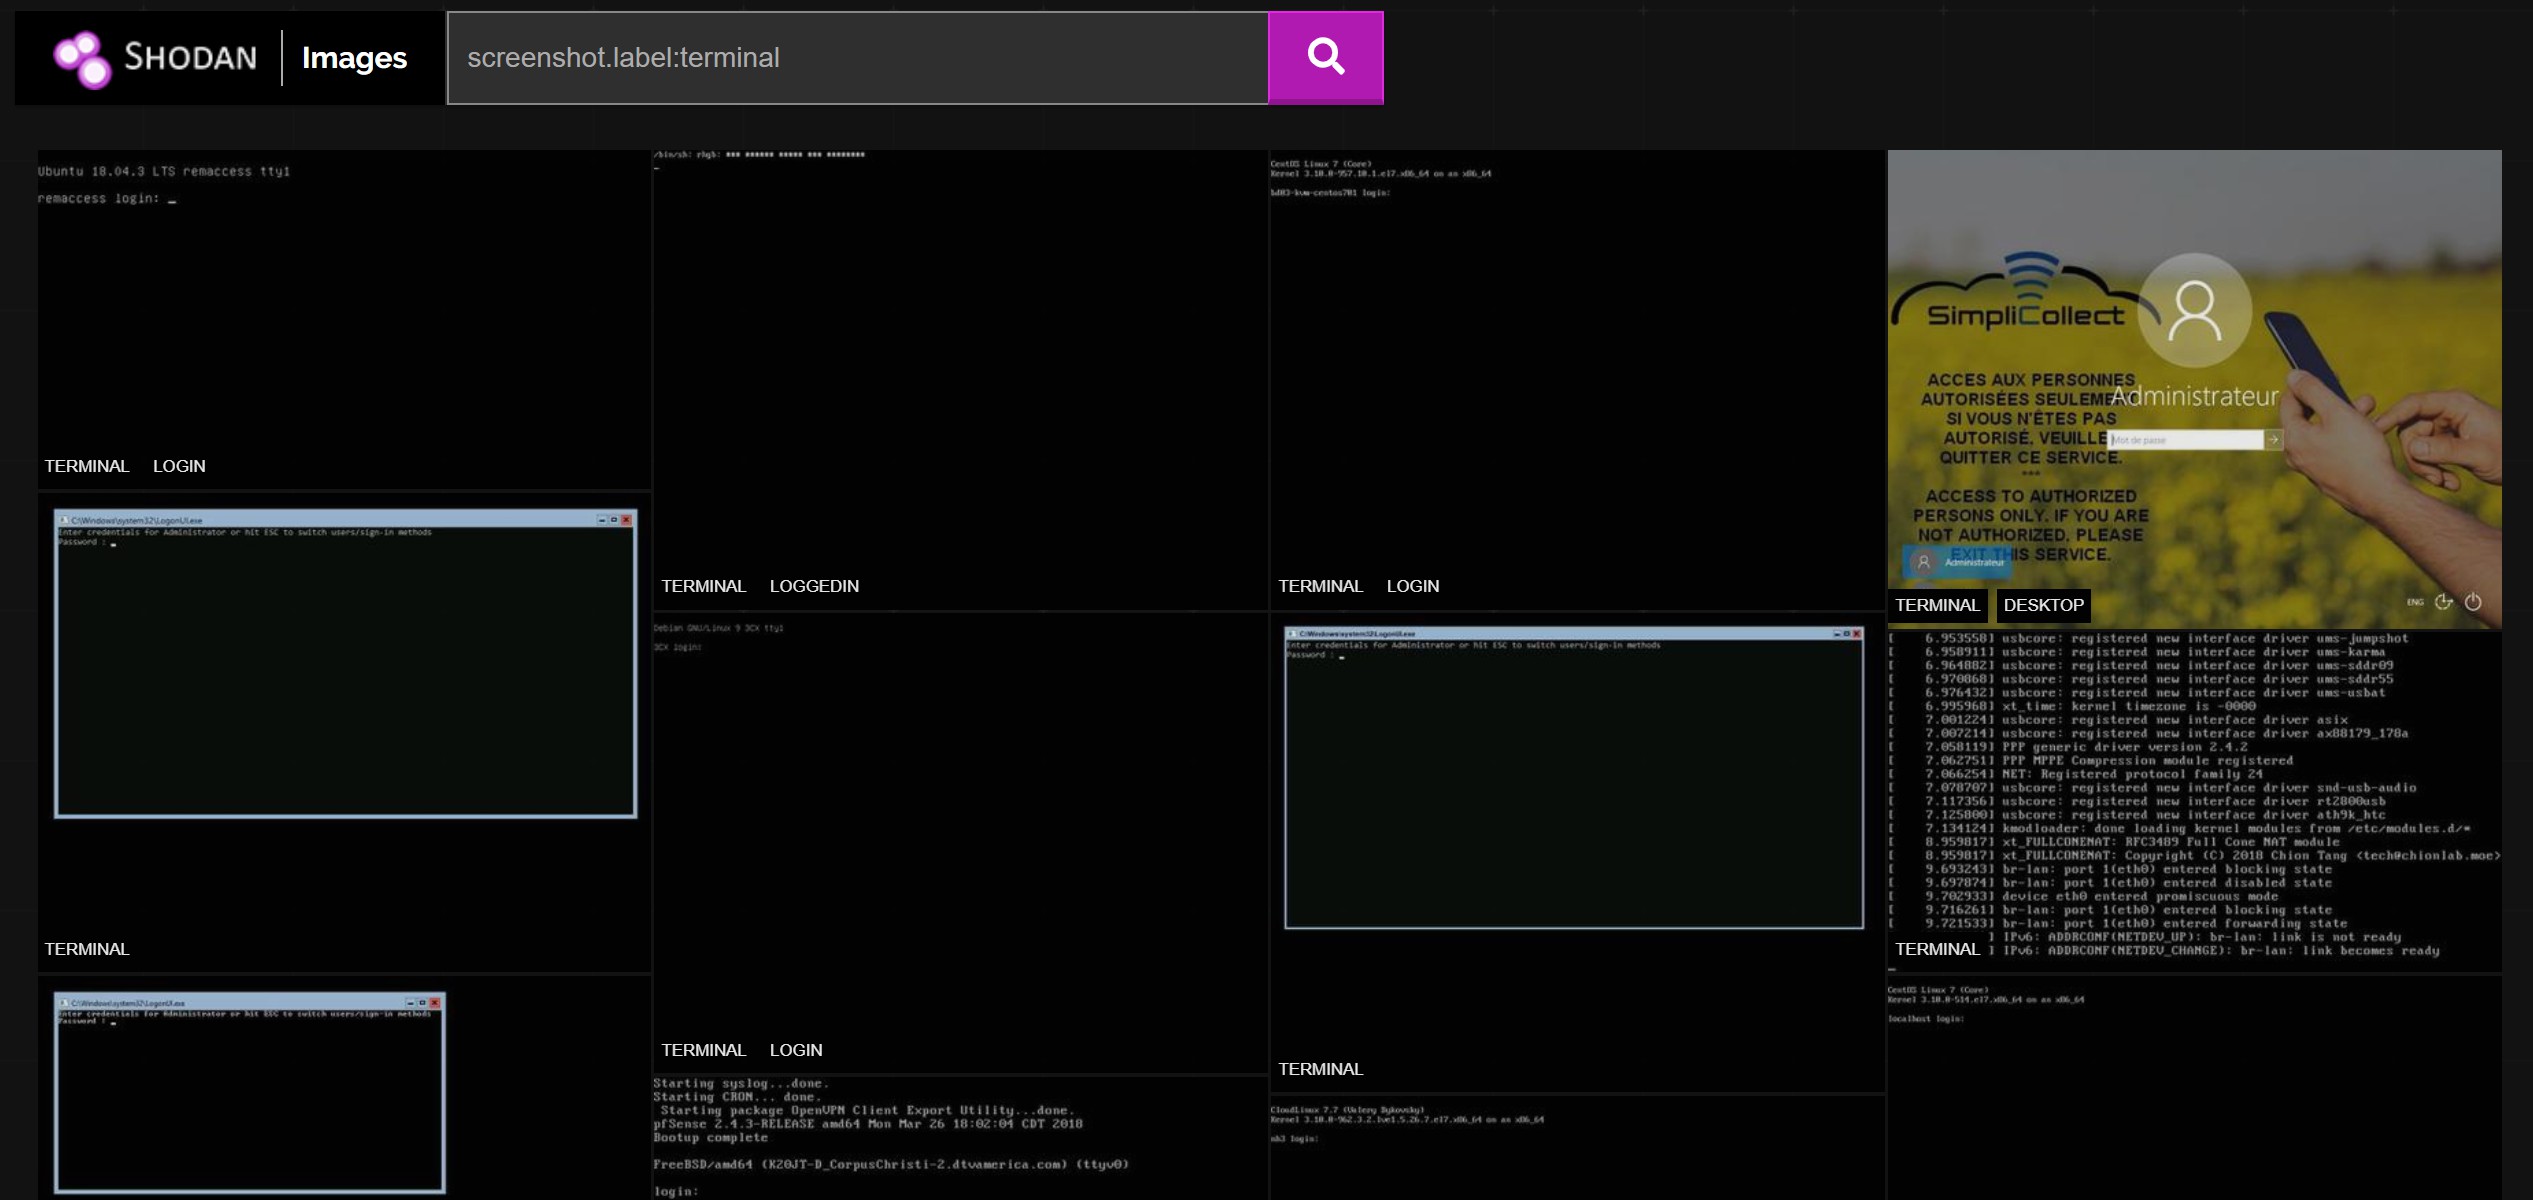 SHODAN
Images
screenshot.label:terminal
Ubuntu 18.04.3 LTS remaccess tty1
remaccess login: _
TERMINAL LOGIN
C:\Windows\system32\LogonUI.exe
Enter credentials for Administrator or hit ESC to switch users/sign-in methods
Password : _
TERMINAL
C:\Windows\system32\LogonUI.exe
Enter credentials for Administrator or hit ESC to switch users/sign-in methods
Password : _
/bin/sh: rhgb: *** ****** ***** *** ********
TERMINAL LOGGEDIN
Debian GNU/Linux 9 3CX tty1
3CX login:
TERMINAL LOGIN
Starting syslog...done.
Starting CRON... done.
Starting package OpenVPN Client Export Utility...done.
pfSense 2.4.3-RELEASE amd64 Mon Mar 26 18:02:04 CDT 2018
Bootup complete
FreeBSD/amd64 (K20JT-D_CorpusChristi-2.dtvamerica.com) (ttyv0)
login:
CentOS Linux 7 (Core)
Kernel 3.10.0-957.10.1.el7.x86_64 on an x86_64
login:
TERMINAL LOGIN
C:\Windows\system32\LogonUI.exe
Enter credentials for Administrator or hit ESC to switch users/sign-in methods
Password : _
TERMINAL
CloudLinux 7.7 (Valery Bykovsky)
Kernel 3.10.0-962.3.2.lve1.5.26.7.el7.x86_64 on an x86_64
login:
SimpliCollect
ACCES AUX PERSONNES
AUTORISÉES SEULEMENT
SI VOUS N'ÊTES PAS
AUTORISÉ, VEUILLE
QUITTER CE SERVICE.
***
ACCESS TO AUTHORIZED
PERSONS ONLY. IF YOU ARE
NOT AUTHORIZED, PLEASE
EXIT THIS SERVICE.
Administrateur
Mot de passe
Administrateur
ENG
TERMINAL DESKTOP
[ 6.953558] usbcore: registered new interface driver ums-jumpshot
[ 6.958911] usbcore: registered new interface driver ums-karma
[ 6.964882] usbcore: registered new interface driver ums-sddr09
[ 6.970868] usbcore: registered new interface driver ums-sddr55
[ 6.976432] usbcore: registered new interface driver ums-usbat
[ 6.995968] xt_time: kernel timezone is -0000
[ 7.001224] usbcore: registered new interface driver asix
[ 7.007214] usbcore: registered new interface driver ax88179_178a
[ 7.058119] PPP generic driver version 2.4.2
[ 7.062751] PPP MPPE Compression module registered
[ 7.066254] NET: Registered protocol family 24
[ 7.078707] usbcore: registered new interface driver snd-usb-audio
[ 7.117356] usbcore: registered new interface driver rt2800usb
[ 7.125800] usbcore: registered new interface driver ath9k_htc
[ 7.134124] kmodloader: done loading kernel modules from /etc/modules.d/*
[ 8.959817] xt_FULLCONENAT: RFC3489 Full Cone NAT module
[ 8.959817] xt_FULLCONENAT: Copyright (C) 2018 Chion Tang <tech@chionlab.moe>
[ 9.693243] br-lan: port 1(eth0) entered blocking state
[ 9.697874] br-lan: port 1(eth0) entered disabled state
[ 9.702933] device eth0 entered promiscuous mode
[ 9.716261] br-lan: port 1(eth0) entered blocking state
[ 9.721533] br-lan: port 1(eth0) entered forwarding state
] IPv6: ADDRCONF(NETDEV_UP): br-lan: link is not ready
TERMINAL ] IPv6: ADDRCONF(NETDEV_CHANGE): br-lan: link becomes ready
CentOS Linux 7 (Core)
Kernel 3.10.0-514.el7.x86_64 on an x86_64
localhost login: